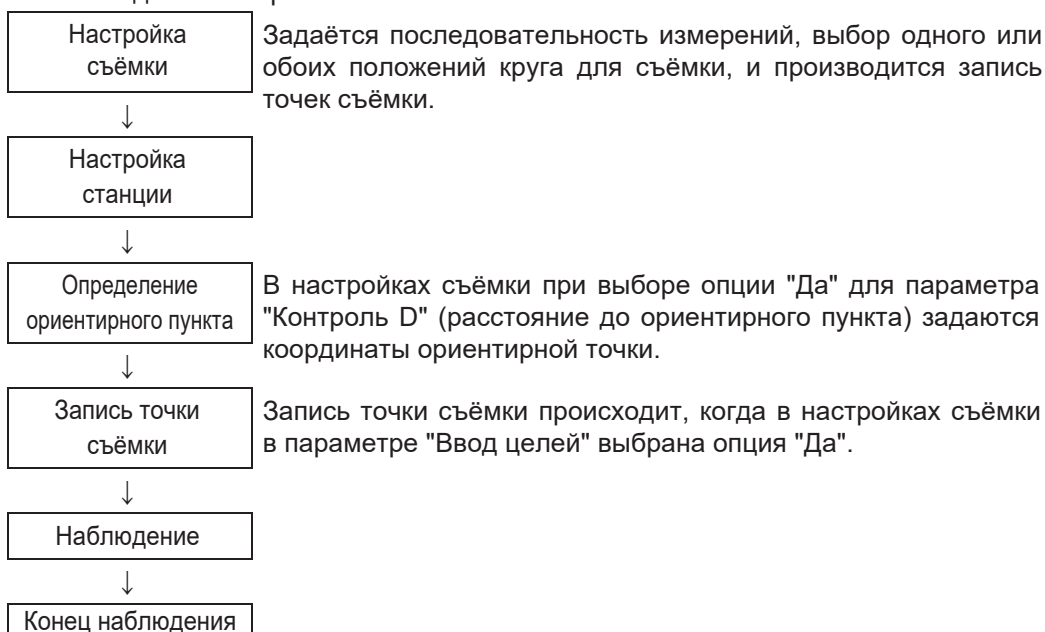 Настройка
съёмки
Задаётся последовательность измерений, выбор одного или
обоих положений круга для съёмки, и производится запись
точек съёмки.
↓
Настройка
станции
↓
Определение
ориентирного пункта
В настройках съёмки при выборе опции "Да" для параметра
"Контроль D" (расстояние до ориентирного пункта) задаются
координаты ориентирной точки.
↓
Запись точки
съёмки
Запись точки съёмки происходит, когда в настройках съёмки
в параметре "Ввод целей" выбрана опция "Да".
↓
Наблюдение
↓
Конец наблюдения